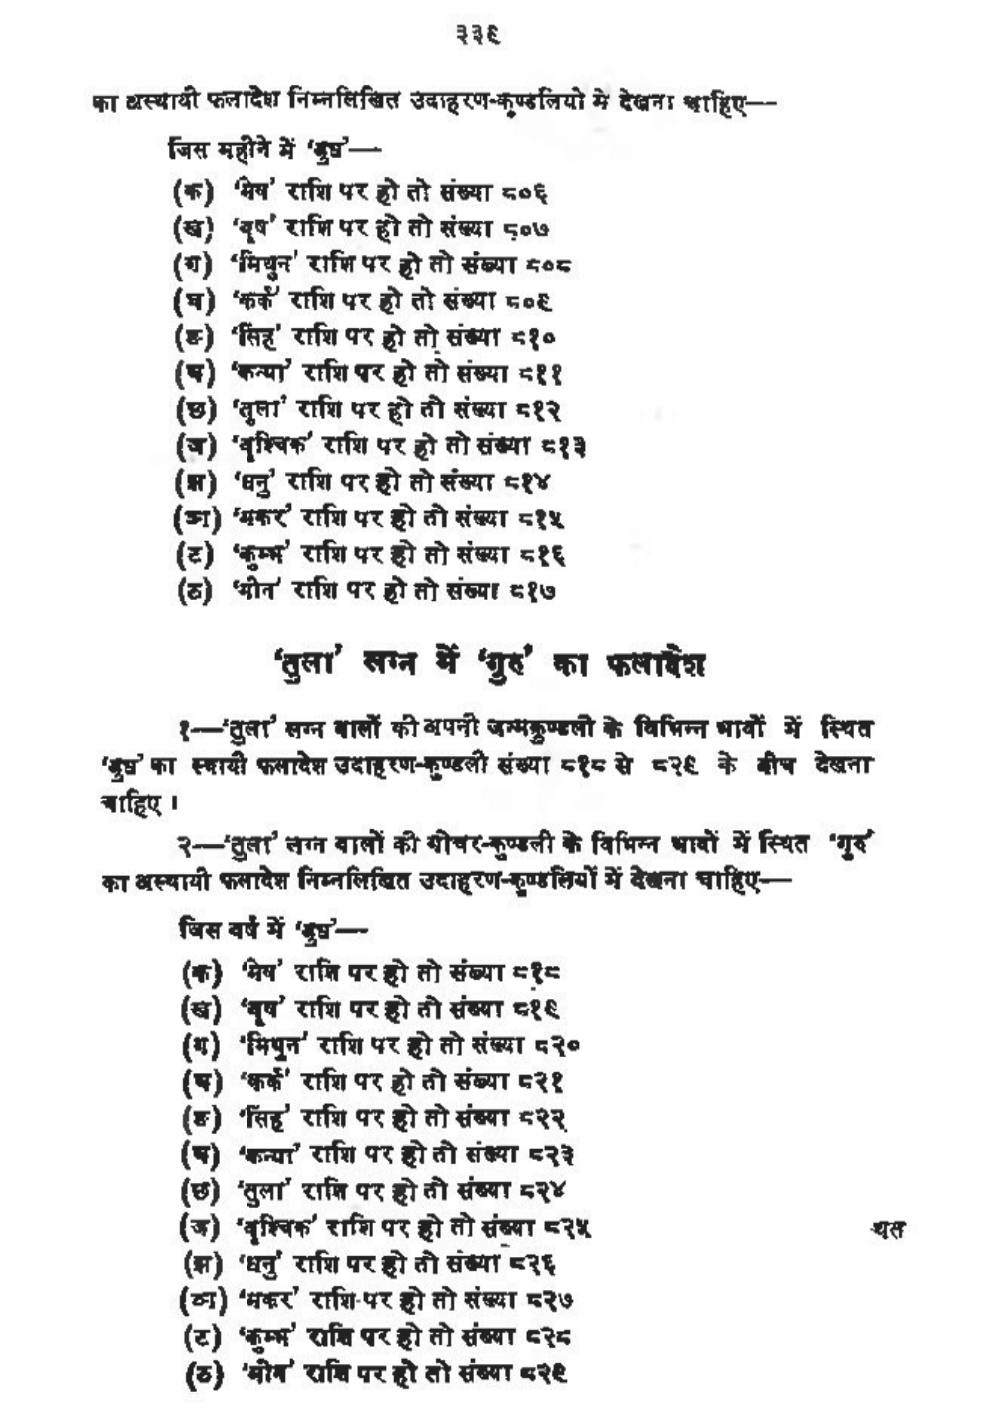 ३३९
का अस्थायी फलादेश निम्नलिखित उदाहरण-कुण्डलियो में देखना चाहिए—
जिस महीने में ‘बुध’—
(क) ‘मेष’ राशि पर हो तो संख्या ८०६
(ख) ‘वृष’ राशि पर हो तो संख्या ८०७
(ग) ‘मिथुन’ राशि पर हो तो संख्या ८०८
(घ) ‘कर्क’ राशि पर हो तो संख्या ८०९
(ङ) ‘सिंह’ राशि पर हो तो संख्या ८१०
(च) ‘कन्या’ राशि पर हो तो संख्या ८११
(छ) ‘तुला’ राशि पर हो तो संख्या ८१२
(ज) ‘वृश्चिक’ राशि पर हो तो संख्या ८१३
(झ) ‘धनु’ राशि पर हो तो संख्या ८१४
(ञ) ‘मकर’ राशि पर हो तो संख्या ८१५
(ट) ‘कुम्भ’ राशि पर हो तो संख्या ८१६
(ठ) ‘मीन’ राशि पर हो तो संख्या ८१७
‘तुला’ लग्न में ‘गुरु’ का फलादेश
१—‘तुला’ लग्न वालों की अपनी जन्मकुण्डली के विभिन्न भावों में स्थित
‘बुध’ का स्थायी फलादेश उदाहरण-कुण्डली संख्या ८१८ से ८२९ के बीच देखना
चाहिए ।
२—‘तुला’ लग्न वालों की गोचर-कुण्डली के विभिन्न भावों में स्थित ‘गुरु’
का अस्थायी फलादेश निम्नलिखित उदाहरण-कुण्डलियों में देखना चाहिए—
जिस वर्ष में ‘बुध’—
(क) ‘मेष’ राशि पर हो तो संख्या ८१८
(ख) ‘वृष’ राशि पर हो तो संख्या ८१९
(ग) ‘मिथुन’ राशि पर हो तो संख्या ८२०
(घ) ‘कर्क’ राशि पर हो तो संख्या ८२१
(ङ) ‘सिंह’ राशि पर हो तो संख्या ८२२
(च) ‘कन्या’ राशि पर हो तो संख्या ८२३
(छ) ‘तुला’ राशि पर हो तो संख्या ८२४
(ज) ‘वृश्चिक’ राशि पर हो तो संख्या ८२५ थत
(झ) ‘धनु’ राशि पर हो तो संख्या ८२६
(ञ) ‘मकर’ राशि पर हो तो संख्या ८२७
(ट) ‘कुम्भ’ राशि पर हो तो संख्या ८२८
(ठ) ‘मीन’ राशि पर हो तो संख्या ८२९